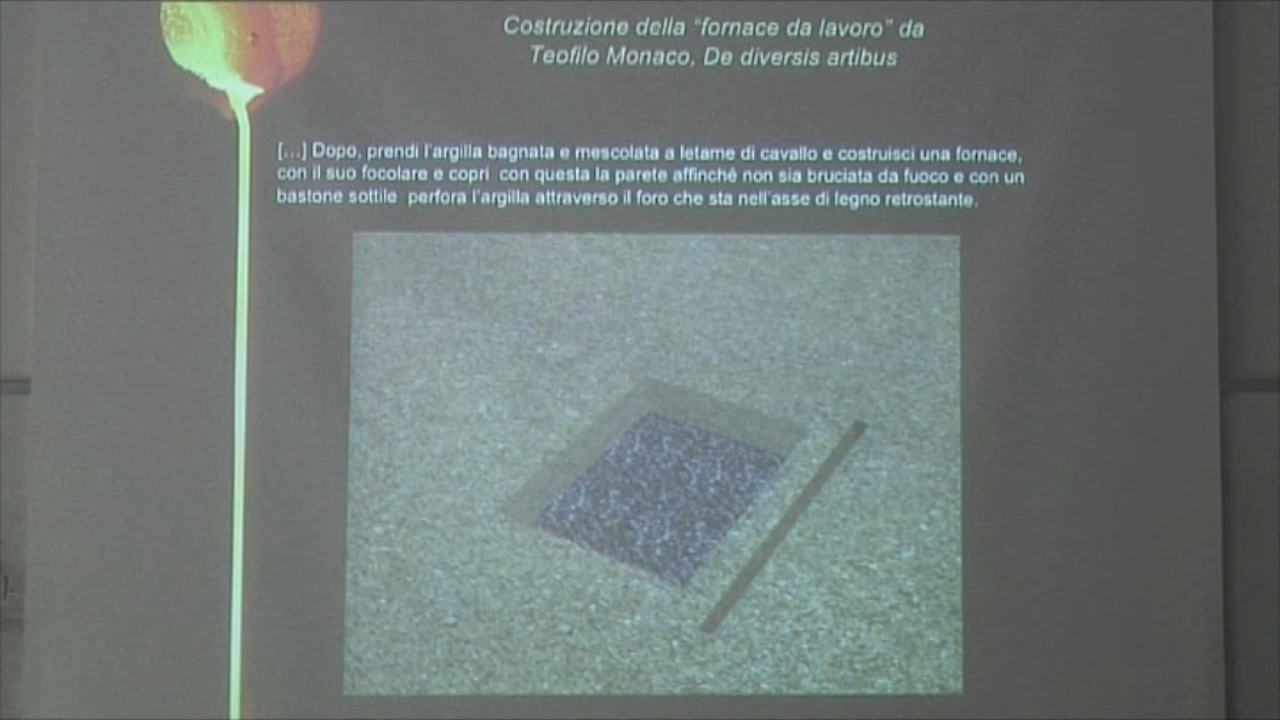 Costruzione della "fornace da lavoro" da
Teofilo Monaco, De diversis artibus
[...] Dopo, prendi l'argilla bagnata e mescolata a letame di cavallo e costruisci una fornace,
con il suo focolare e copri con questa la parete affinché non sia bruciata da fuoco e con un
bastone sottile perfora l'argilla attraverso il foro che sta nell'asse di legno retrostante.